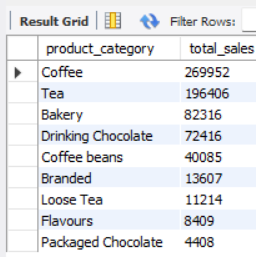 Result Grid Filter Rows:
product_category total_sales
Coffee 269952
Tea 196406
Bakery 82316
Drinking Chocolate 72416
Coffee beans 40085
Branded 13607
Loose Tea 11214
Flavours 8409
Packaged Chocolate 4408